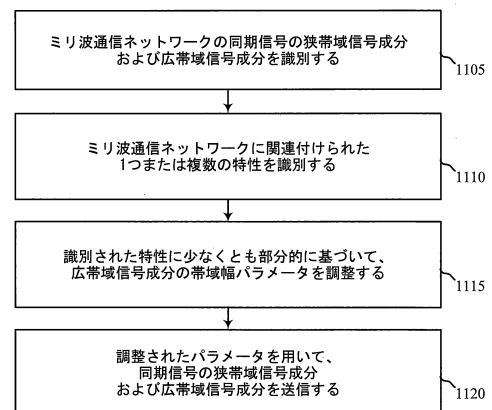 ミリ波通信ネットワークの同期信号の狭帯域信号成分
および広帯域信号成分を識別する
1105
ミリ波通信ネットワークに関連付けられた
1つまたは複数の特性を識別する
1110
識別された特性に少なくとも部分的に基づいて、
広帯域信号成分の帯域幅パラメータを調整する
1115
調整されたパラメータを用いて、
同期信号の狭帯域信号成分
および広帯域信号成分を送信する
1120